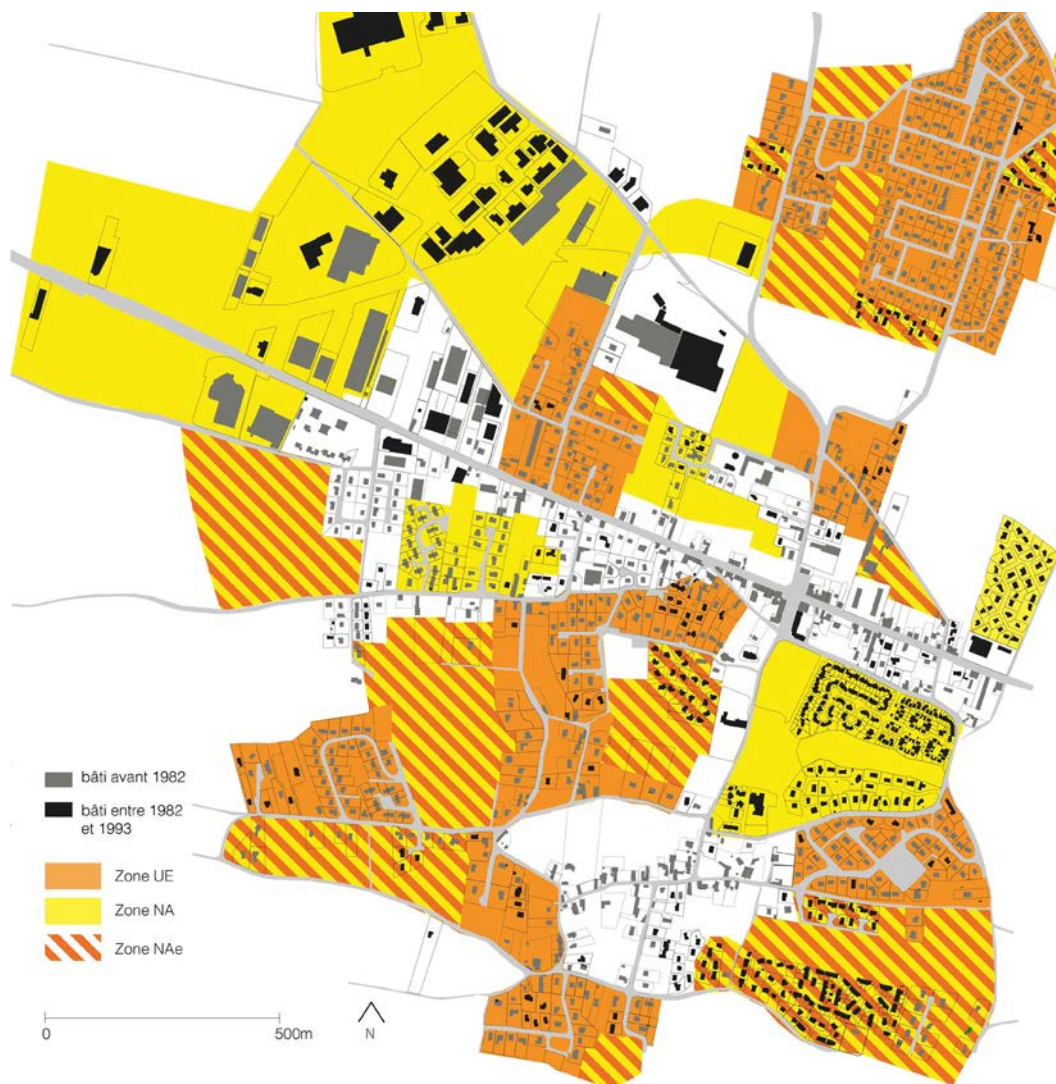 bâti avant 1982
bâti entre 1982
et 1993
Zone UE
Zone NA
Zone NAe
0
500m
N